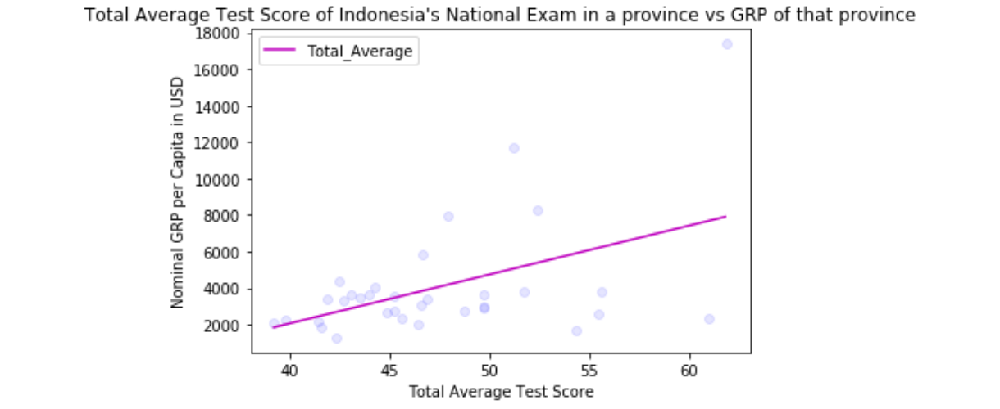 Total Average Test Score of Indonesia's National Exam in a province vs GRP of that province
Total_Average
Nominal GRP per Capita in USD
18000
16000
14000
12000
10000
8000
6000
4000
2000
40 45 50 55 60
Total Average Test Score